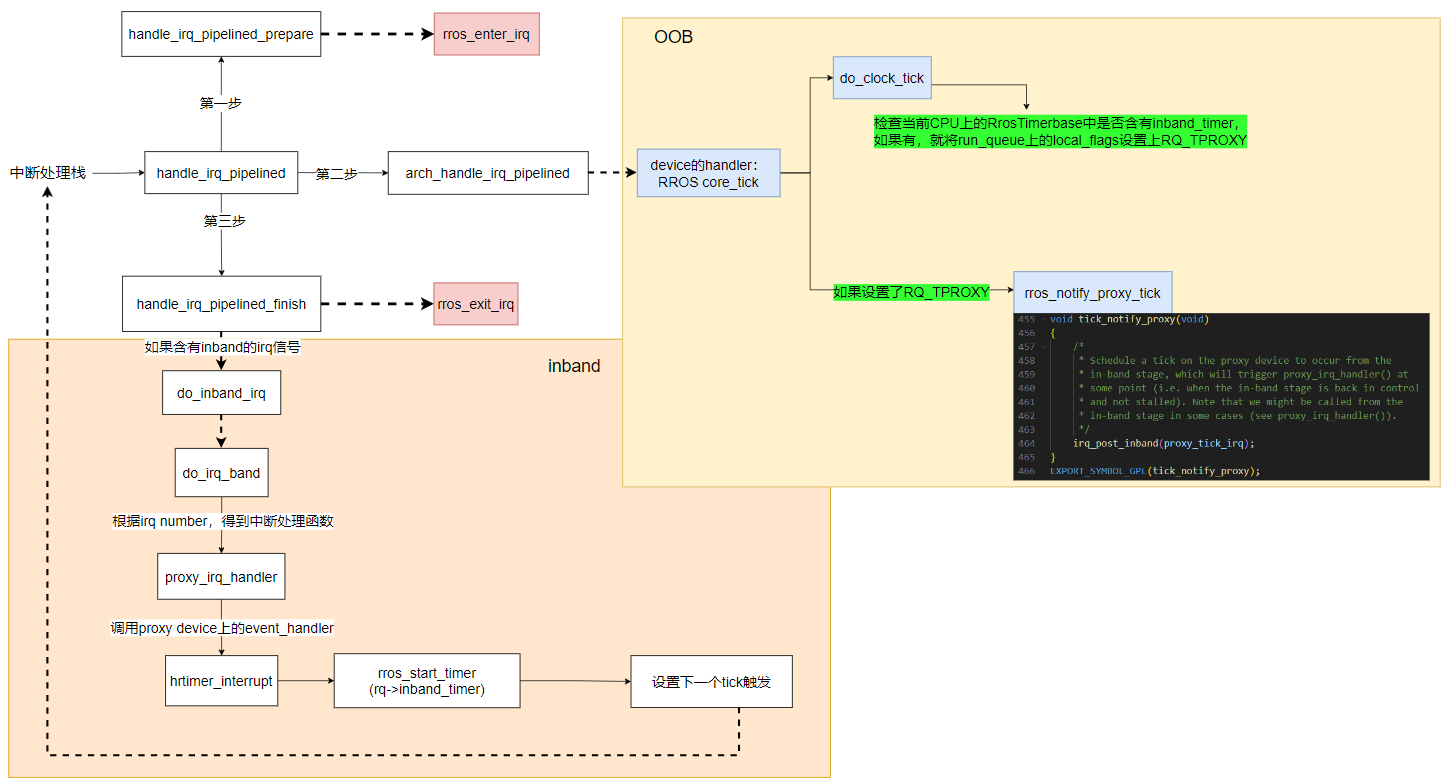 handle_irq_pipelined_prepare
rros_enter_irq
第一步
中断处理栈
handle_irq_pipelined
第二步
arch_handle_irq_pipelined
第三步
handle_irq_pipelined_finish
rros_exit_irq
OOB
do_clock_tick
检查当前CPU上的RrosTimerbase中是否含有inband_timer，
如果有，就将run_queue上的local_flags设置上RQ_TPROXY
device的handler：
RROS core_tick
如果设置了RQ_TPROXY
rros_notify_proxy_tick
455 void tick_notify_proxy(void)
456 {
457 /*
458 * Schedule a tick on the proxy device to occur from the
459 * in-band stage, which will trigger proxy_irq_handler() at
460 * some point (i.e. when the in-band stage is back in control
461 * and not stalled). Note that we might be called from the
462 * in-band stage in some cases (see proxy_irq_handler()).
463 */
464 irq_post_inband(proxy_tick_irq);
465 }
466 EXPORT_SYMBOL_GPL(tick_notify_proxy);
如果含有inband的irq信号
inband
do_inband_irq
do_irq_band
根据irq number，得到中断处理函数
proxy_irq_handler
调用proxy device上的event_handler
hrtimer_interrupt
rros_start_timer
(rq->inband_timer)
设置下一个tick触发